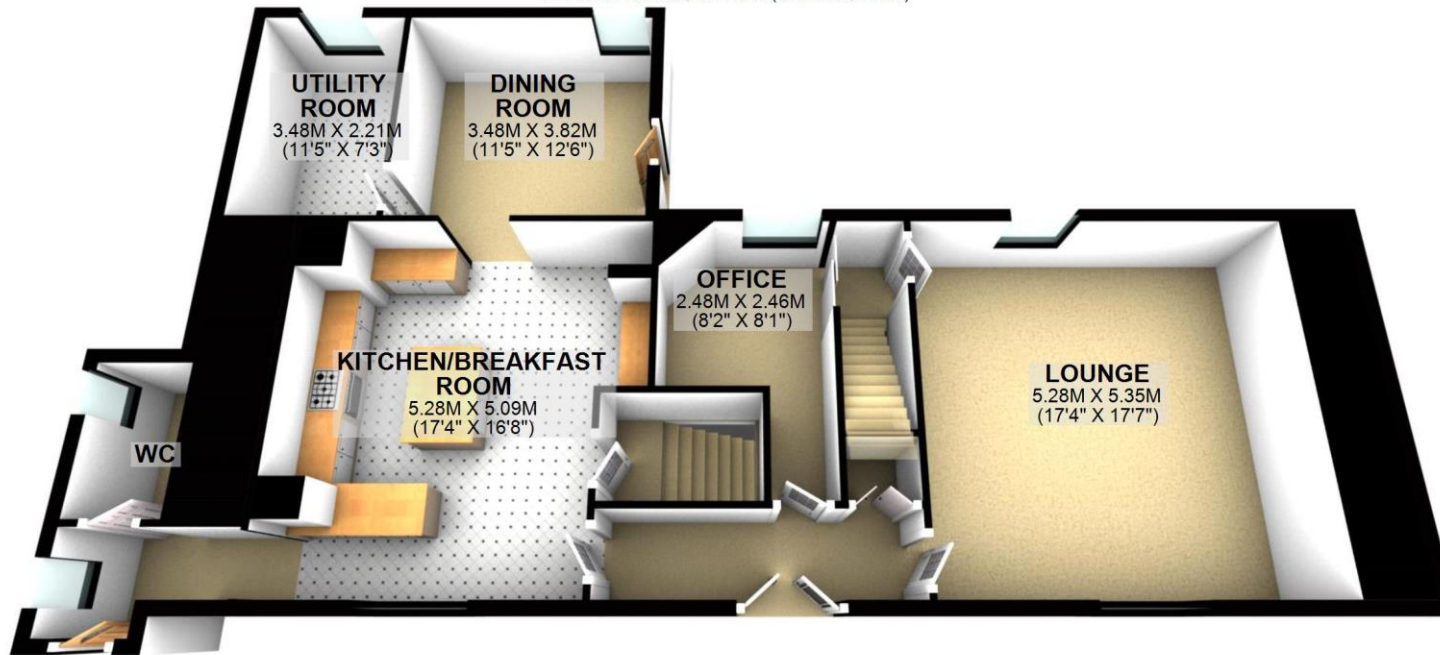 UTILITY
ROOM
3.48M X 2.21M
(11'5" X 7'3")
DINING
ROOM
3.48M X 3.82M
(11'5" X 12'6")
OFFICE
2.48M X 2.46M
(8'2" X 8'1")
KITCHEN/BREAKFAST
ROOM
5.28M X 5.09M
(17'4" X 16'8")
LOUNGE
5.28M X 5.35M
(17'4" X 17'7")
WC